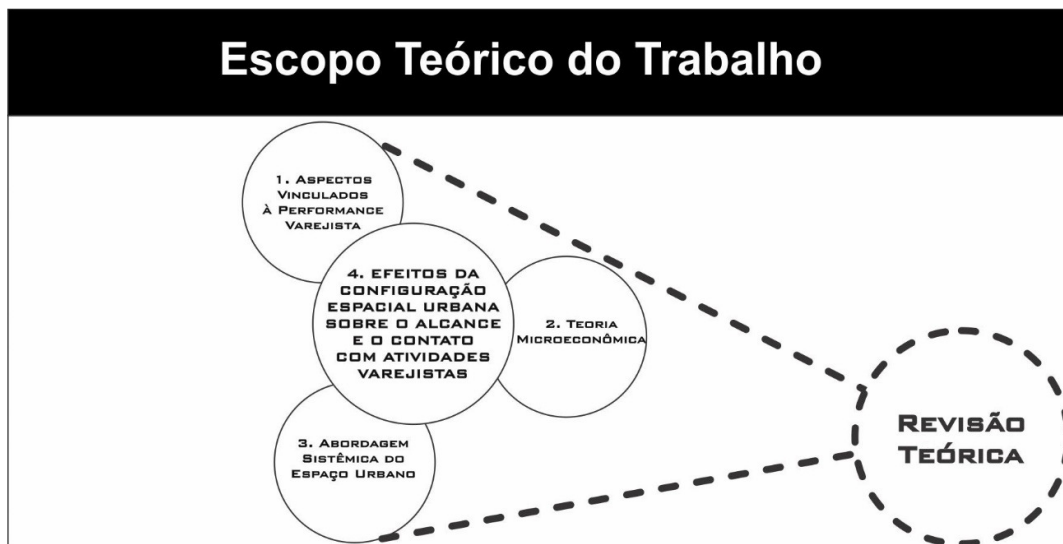 Escopo Teórico do Trabalho
1. Aspectos
Vinculados
à Performance
Varejista
4. EFEITOS DA
CONFIGURAÇÃO
ESPACIAL URBANA
SOBRE O ALCANCE
E O CONTATO
COM ATIVIDADES
VAREJISTAS
2. Teoria
Microeconômica
3. Abordagem
Sistêmica do
Espaço Urbano
Revisão
Teórica